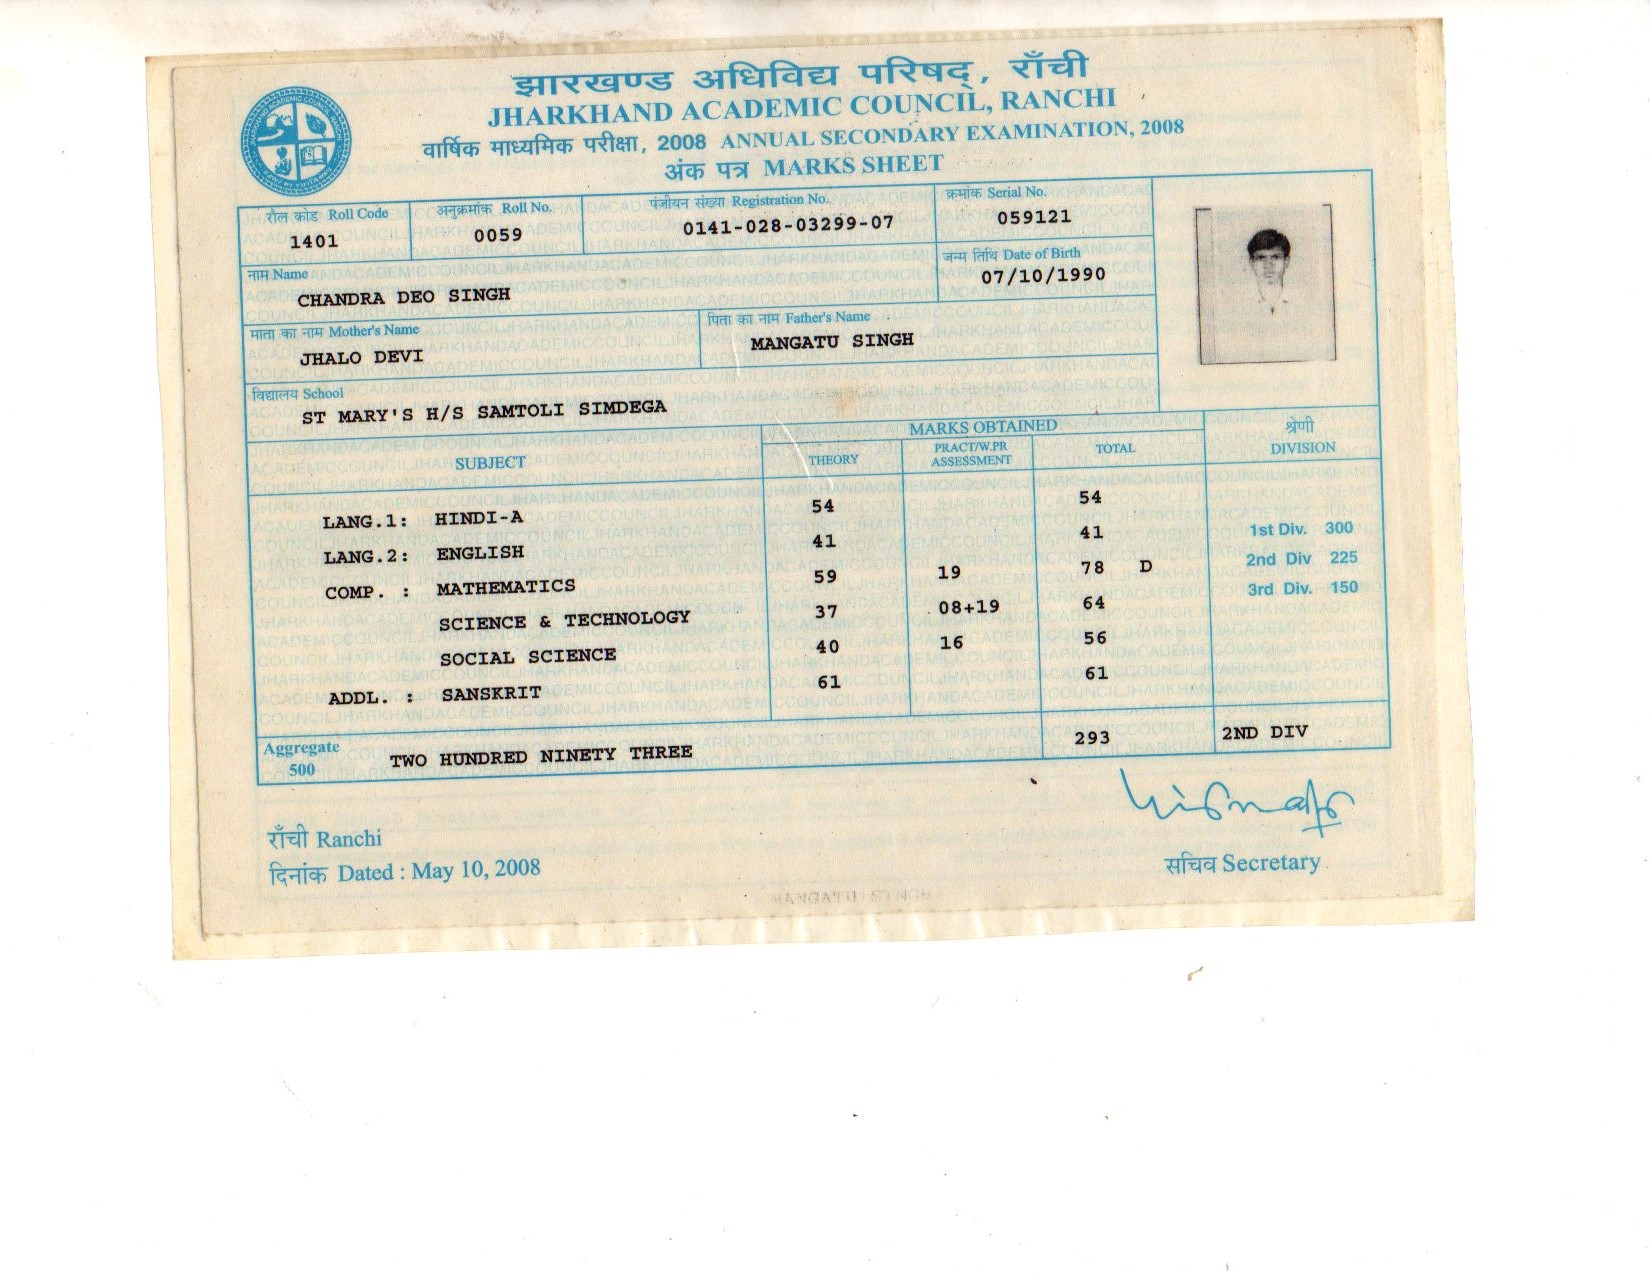 झारखण्ड अधिविद्य परिषद्, राँची
JHARKHAND ACADEMIC COUNCIL, RANCHI
वार्षिक माध्यमिक परीक्षा, 2008 ANNUAL SECONDARY EXAMINATION, 2008
अंक पत्र MARKS SHEET
रौल कोड Roll Code
1401
अनुक्रमांक Roll No.
0059
पंजीयन संख्या Registration No.
0141-028-03299-07
क्रमांक Serial No.
059121
नाम Name
CHANDRA DEO SINGH
जन्म तिथि Date of Birth
07/10/1990
माता का नाम Mother's Name
JHALO DEVI
पिता का नाम Father's Name
MANGATU SINGH
विद्यालय School
ST MARY'S H/S SAMTOLI SIMDEGA
SUBJECT
MARKS OBTAINED
THEORY
PRACT/W.PR ASSESSMENT
TOTAL
श्रेणी
DIVISION
LANG.1: HINDI-A 54 54
LANG.2: ENGLISH 41 41
COMP. : MATHEMATICS 59 19 78 D
SCIENCE & TECHNOLOGY 37 08+19 64
SOCIAL SCIENCE 40 16 56
ADDL. : SANSKRIT 61 61
1st Div. 300
2nd Div 225
3rd Div. 150
Aggregate
500
TWO HUNDRED NINETY THREE 293 2ND DIV
राँची Ranchi
दिनांक Dated : May 10, 2008
सचिव Secretary
MANGATU SINGH